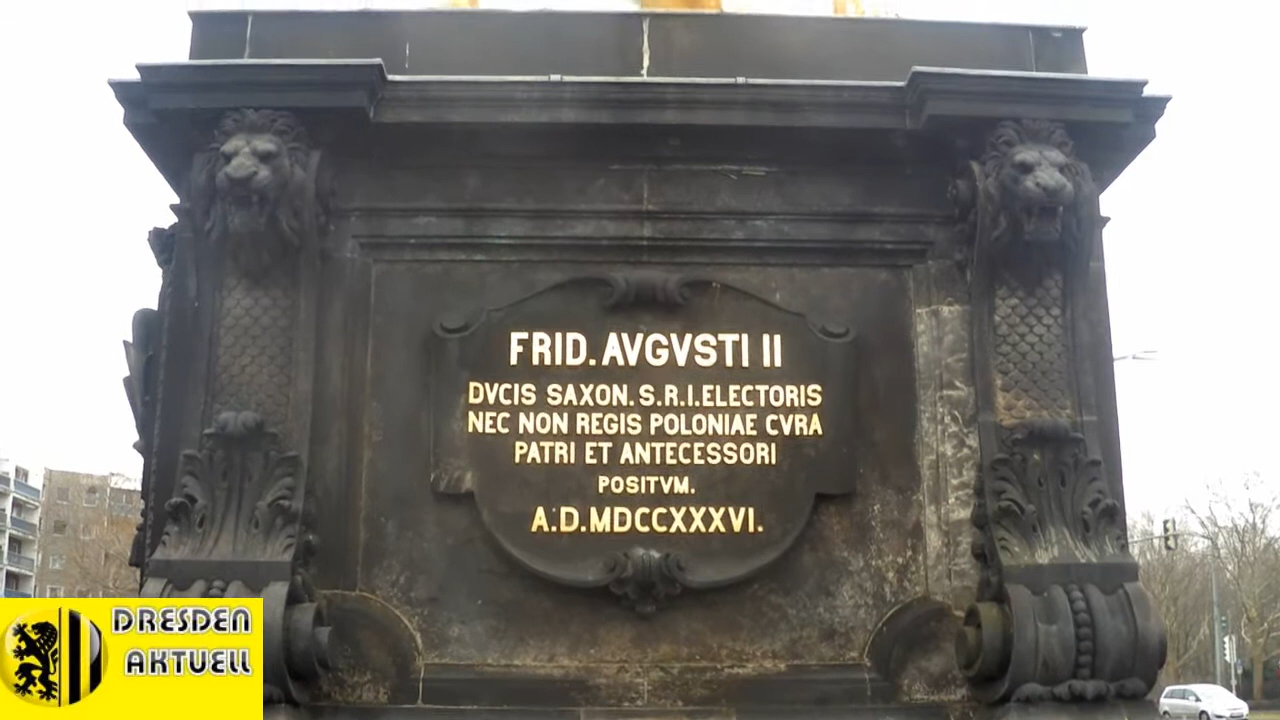 FRID. AVGVSTI II
DVCIS SAXON. S.R.I. ELECTORIS
NEC NON REGIS POLONIAE CVRA
PATRI ET ANTECESSORI
POSITVM.
A.D. MDCCXXXVI.
DRESDEN
AKTUELL